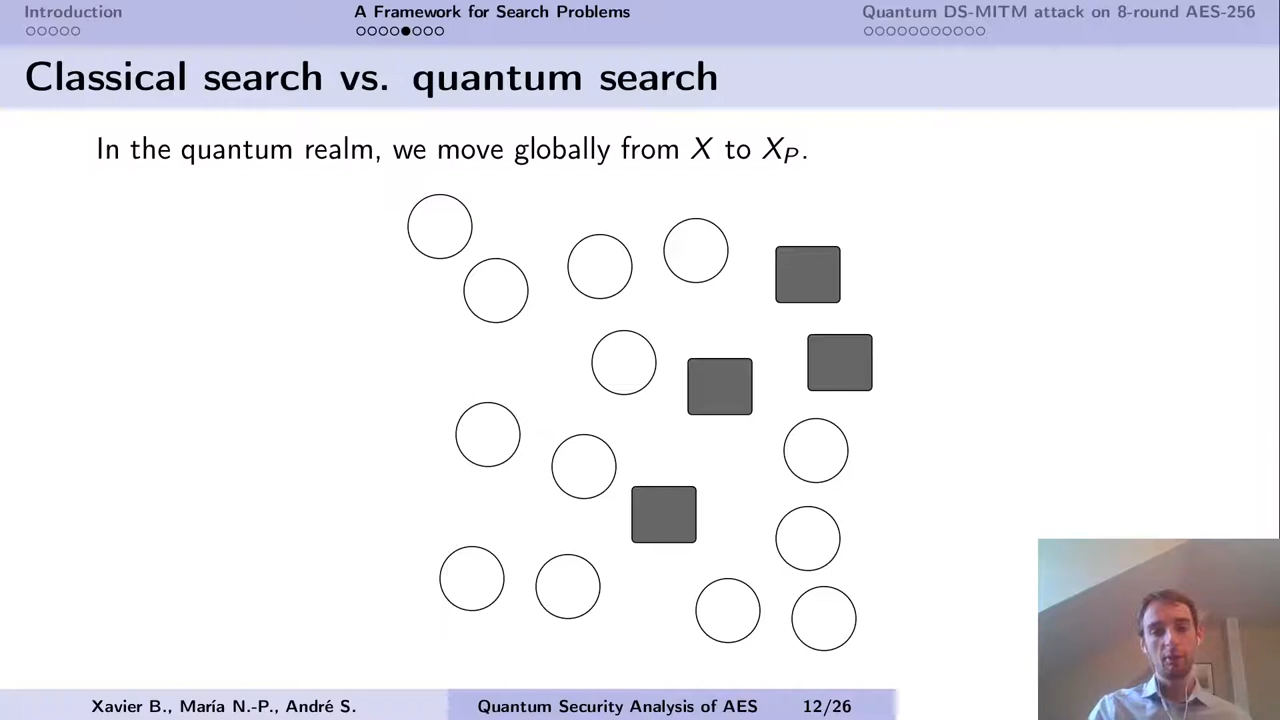 Introduction
A Framework for Search Problems
Quantum DS-MITM attack on 8-round AES-256
Classical search vs. quantum search
In the quantum realm, we move globally from X to X_P.
Xavier B., María N.-P., André S.
Quantum Security Analysis of AES
12/26